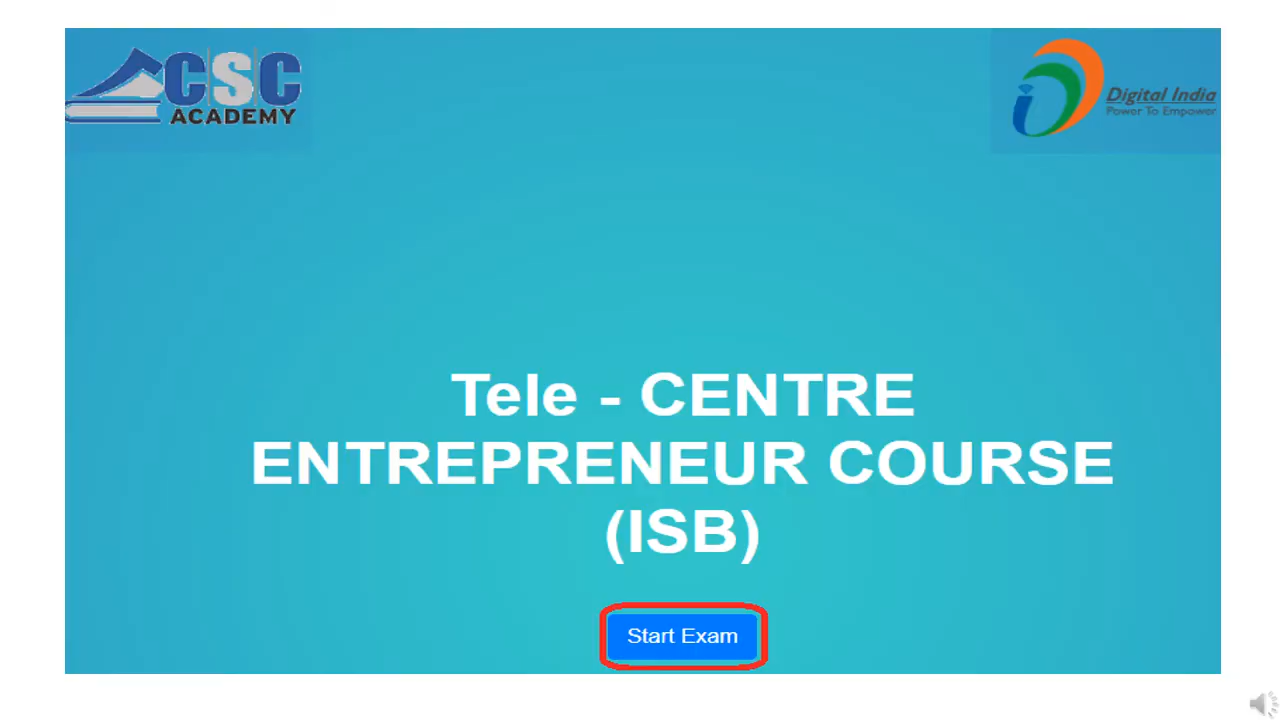 CSC
ACADEMY
Digital India
Power To Empower
Tele - CENTRE
ENTREPRENEUR COURSE
(ISB)
Start Exam